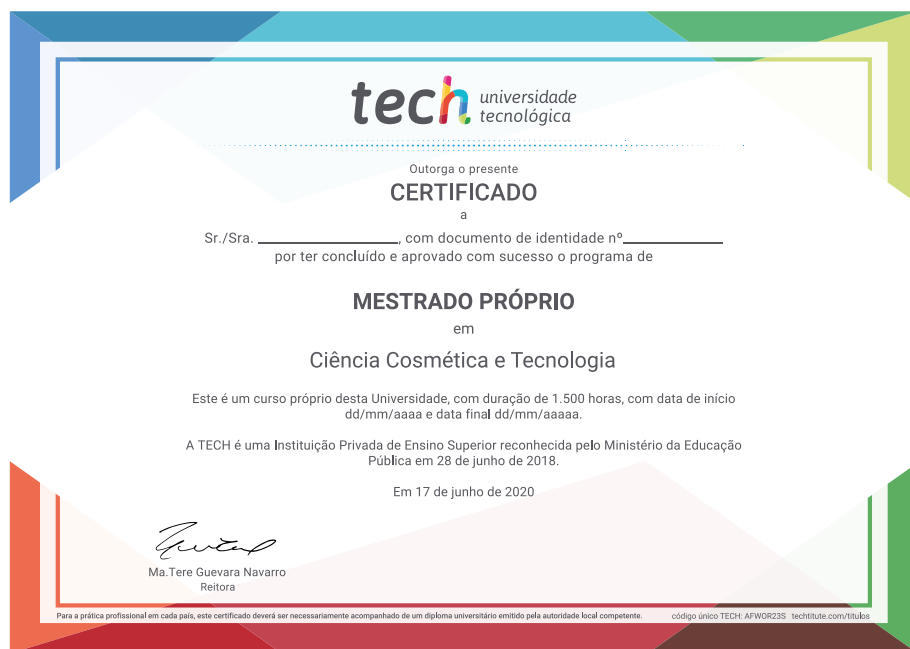 tech universidade
tecnológica
Outorga o presente
CERTIFICADO
a
Sr./Sra. ____________________, com documento de identidade nº______________
por ter concluído e aprovado com sucesso o programa de
MESTRADO PRÓPRIO
em
Ciência Cosmética e Tecnologia
Este é um curso próprio desta Universidade, com duração de 1.500 horas, com data de início
dd/mm/aaaa e data final dd/mm/aaaaa.
A TECH é uma Instituição Privada de Ensino Superior reconhecida pelo Ministério da Educação
Pública em 28 de junho de 2018.
Em 17 de junho de 2020
Ma.Tere Guevara Navarro
Reitora
Para a prática profissional em cada país, este certificado deverá ser necessariamente acompanhado de um diploma universitário emitido pela autoridade local competente. código único TECH: AFWOR23S techtitute.com/titulos